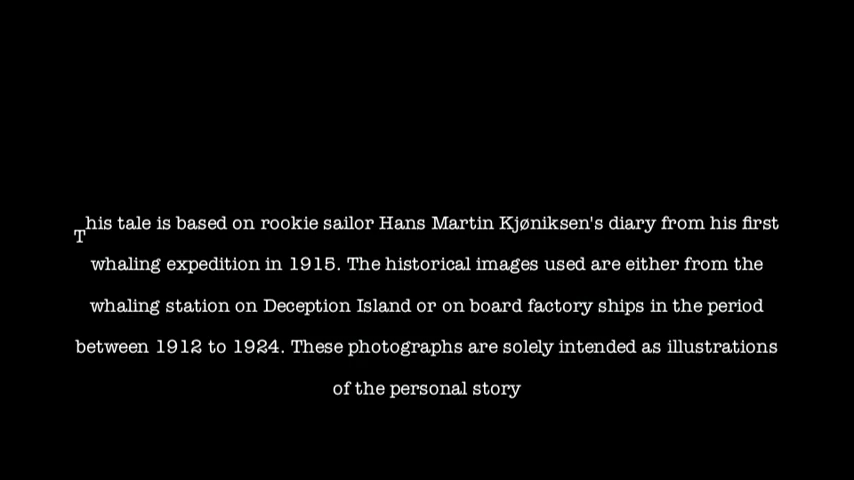 This tale is based on rookie sailor Hans Martin Kjøniksen's diary from his first
whaling expedition in 1915. The historical images used are either from the
whaling station on Deception Island or on board factory ships in the period
between 1912 to 1924. These photographs are solely intended as illustrations
of the personal story